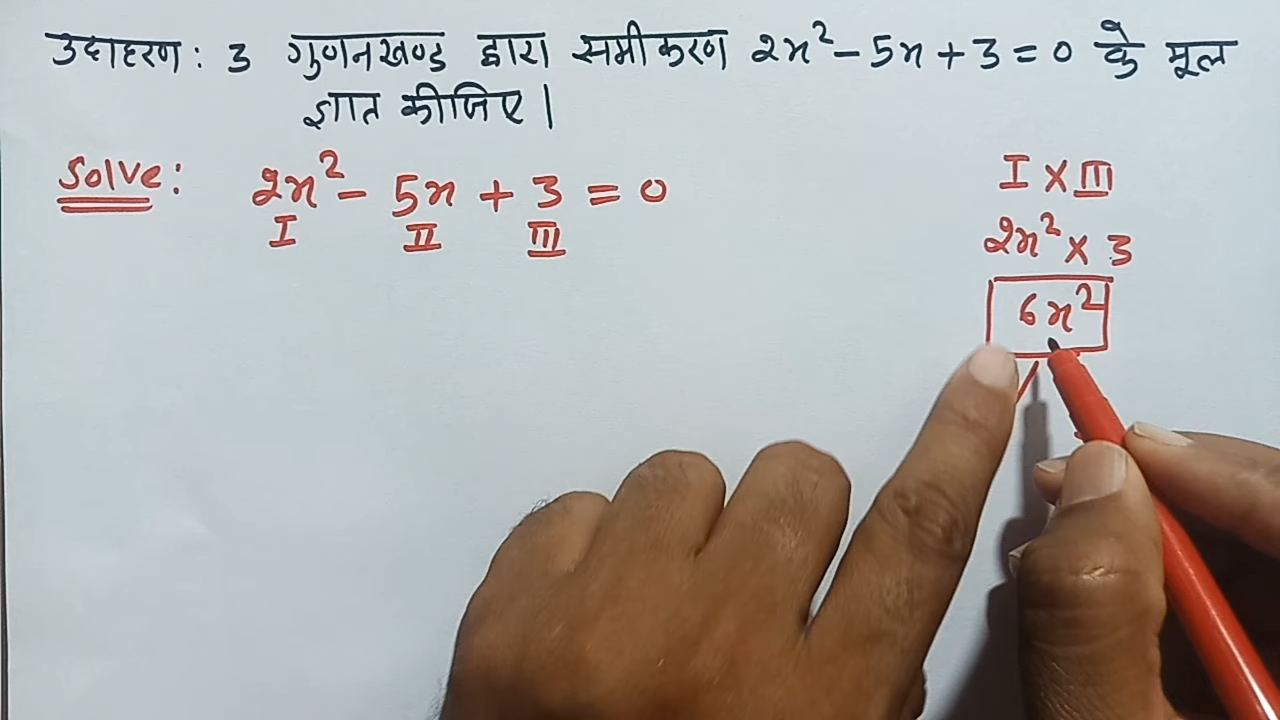 उदाहरण : 3 गुणनखण्ड द्वारा समीकरण 2x² - 5x + 3 = 0 के मूल
ज्ञात कीजिए।
Solve: 2x² - 5x + 3 = 0
I II III
I × III
2x² × 3
6x²